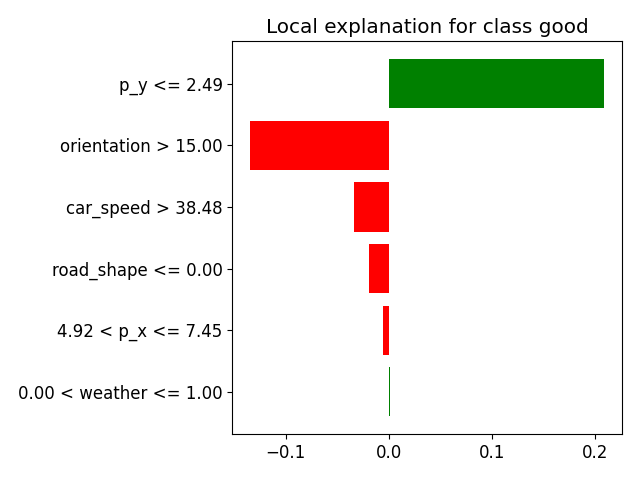 Local explanation for class good
p_y <= 2.49
orientation > 15.00
car_speed > 38.48
road_shape <= 0.00
4.92 < p_x <= 7.45
0.00 < weather <= 1.00
−0.1 0.0 0.1 0.2